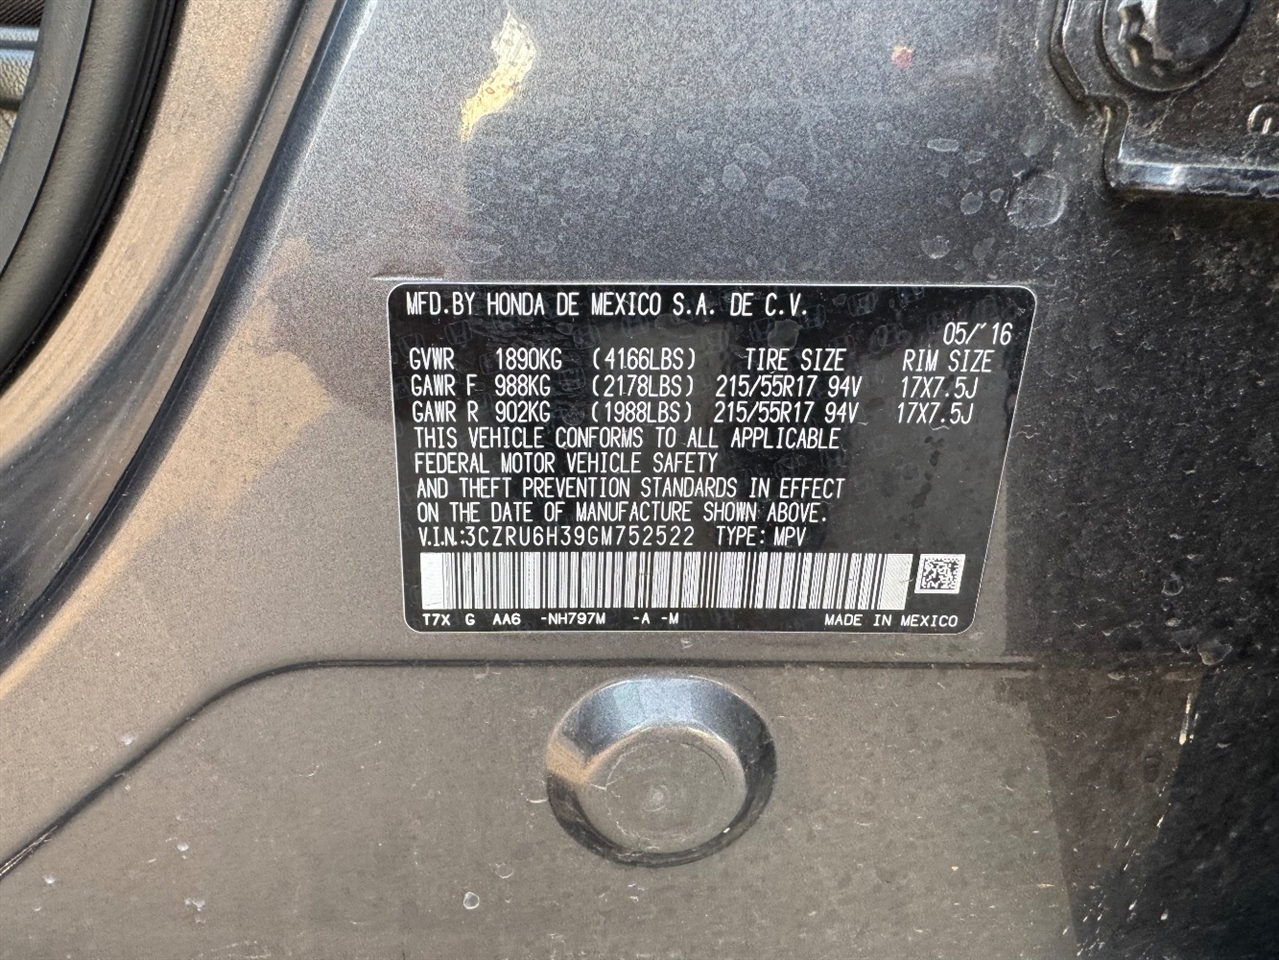 MFD.BY HONDA DE MEXICO S.A. DE C.V.
05/'16
GVWR 1890KG (4166LBS) TIRE SIZE RIM SIZE
GAWR F 988KG (2178LBS) 215/55R17 94V 17X7.5J
GAWR R 902KG (1988LBS) 215/55R17 94V 17X7.5J
THIS VEHICLE CONFORMS TO ALL APPLICABLE
FEDERAL MOTOR VEHICLE SAFETY
AND THEFT PREVENTION STANDARDS IN EFFECT
ON THE DATE OF MANUFACTURE SHOWN ABOVE.
V.I.N:3CZRU6H39GM752522 TYPE: MPV
T7X G AA6 -NH797M -A -M MADE IN MEXICO